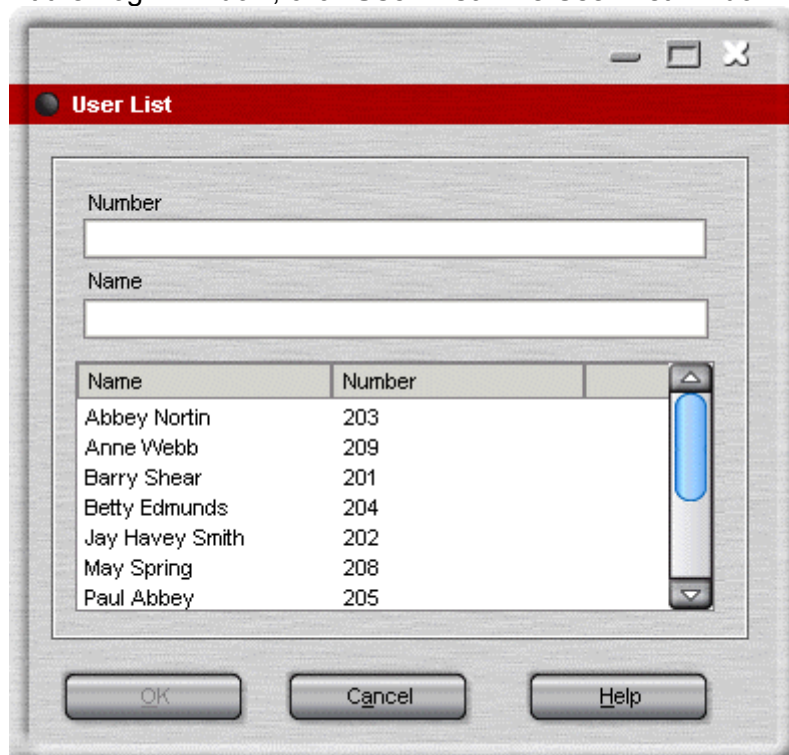 User List
Number
Name
Name Number
Abbey Nortin 203
Anne Webb 209
Barry Shear 201
Betty Edmunds 204
Jay Havey Smith 202
May Spring 208
Paul Abbey 205
OK Cancel Help